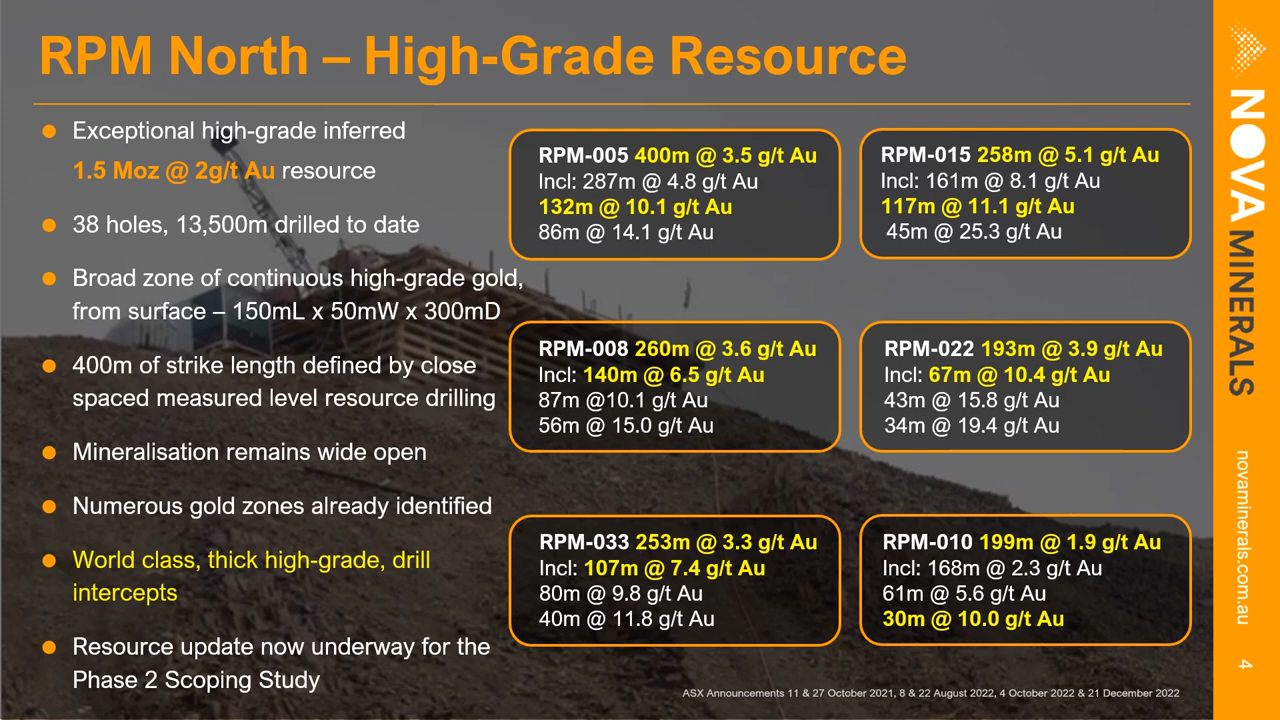 RPM North – High-Grade Resource
Exceptional high-grade inferred
1.5 Moz @ 2g/t Au resource
38 holes, 13,500m drilled to date
Broad zone of continuous high-grade gold,
from surface – 150mL x 50mW x 300mD
400m of strike length defined by close
spaced measured level resource drilling
Mineralisation remains wide open
Numerous gold zones already identified
World class, thick high-grade, drill
intercepts
Resource update now underway for the
Phase 2 Scoping Study
RPM-005 400m @ 3.5 g/t Au
Incl: 287m @ 4.8 g/t Au
132m @ 10.1 g/t Au
86m @ 14.1 g/t Au
RPM-015 258m @ 5.1 g/t Au
Incl: 161m @ 8.1 g/t Au
117m @ 11.1 g/t Au
45m @ 25.3 g/t Au
RPM-008 260m @ 3.6 g/t Au
Incl: 140m @ 6.5 g/t Au
87m @10.1 g/t Au
56m @ 15.0 g/t Au
RPM-022 193m @ 3.9 g/t Au
Incl: 67m @ 10.4 g/t Au
43m @ 15.8 g/t Au
34m @ 19.4 g/t Au
RPM-033 253m @ 3.3 g/t Au
Incl: 107m @ 7.4 g/t Au
80m @ 9.8 g/t Au
40m @ 11.8 g/t Au
RPM-010 199m @ 1.9 g/t Au
Incl: 168m @ 2.3 g/t Au
61m @ 5.6 g/t Au
30m @ 10.0 g/t Au
ASX Announcements 11 & 27 October 2021, 8 & 22 August 2022, 4 October 2022 & 21 December 2022
NOVA MINERALS
novaminerals.com.au
4